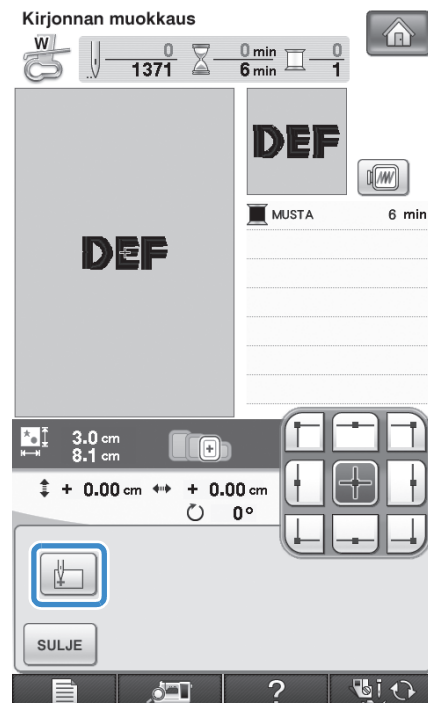 Kirjonnan muokkaus
W
0 0 min 0
1371 6 min 1
DEF
DEF
MUSTA 6 min
3.0 cm
8.1 cm
+ 0.00 cm + 0.00 cm
0°
SULJE
? i